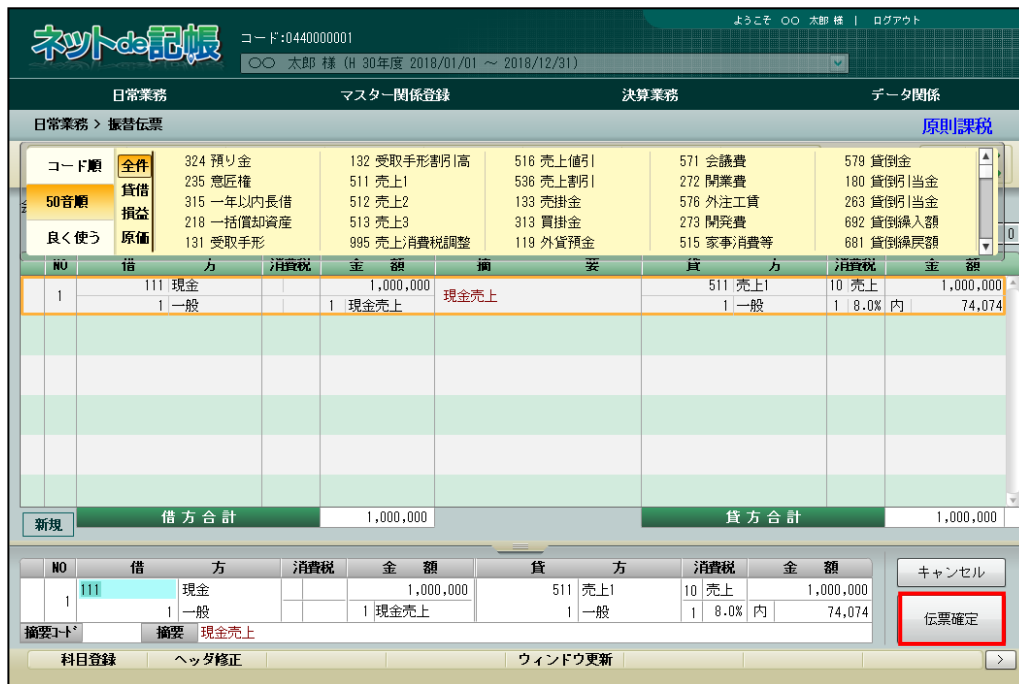 ようこそ 〇〇 太郎 様 | ログアウト
ネットde記帳 コード:0440000001
〇〇 太郎 様 (H 30年度 2018/01/01 ～ 2018/12/31)
日常業務 マスター関係登録 決算業務 データ関係
日常業務 > 振替伝票 原則課税
コード順 全件 324 預り金 132 受取手形割引高 516 売上値引 571 会議費 579 貸倒金
50音順 貸借 235 意匠権 511 売上1 536 売上割引 272 開業費 180 貸倒引当金
315 一年以内長借 512 売上2 133 売掛金 576 外注工賃 263 貸倒引当金
損益 218 一括償却資産 513 売上3 313 買掛金 273 開発費 692 貸倒繰入額
良く使う 原価 131 受取手形 995 売上消費税調整 119 外貨預金 515 家事消費等 681 貸倒繰戻額
0
NO 借 方 消費税 金 額 摘 要 貸 方 消費税 金 額
1 111 現金 1,000,000 現金売上 511 売上1 10 売上 1,000,000
1 一般 1 現金売上 1 一般 1 8.0% 内 74,074
新規 借方合計 1,000,000 貸方合計 1,000,000
NO 借 方 消費税 金 額 貸 方 消費税 金 額 キャンセル
1 111 現金 1,000,000 511 売上1 10 売上 1,000,000
1 一般 1 現金売上 1 一般 1 8.0% 内 74,074 伝票確定
摘要コード 摘要 現金売上
科目登録 ヘッダ修正 ウィンドウ更新 >